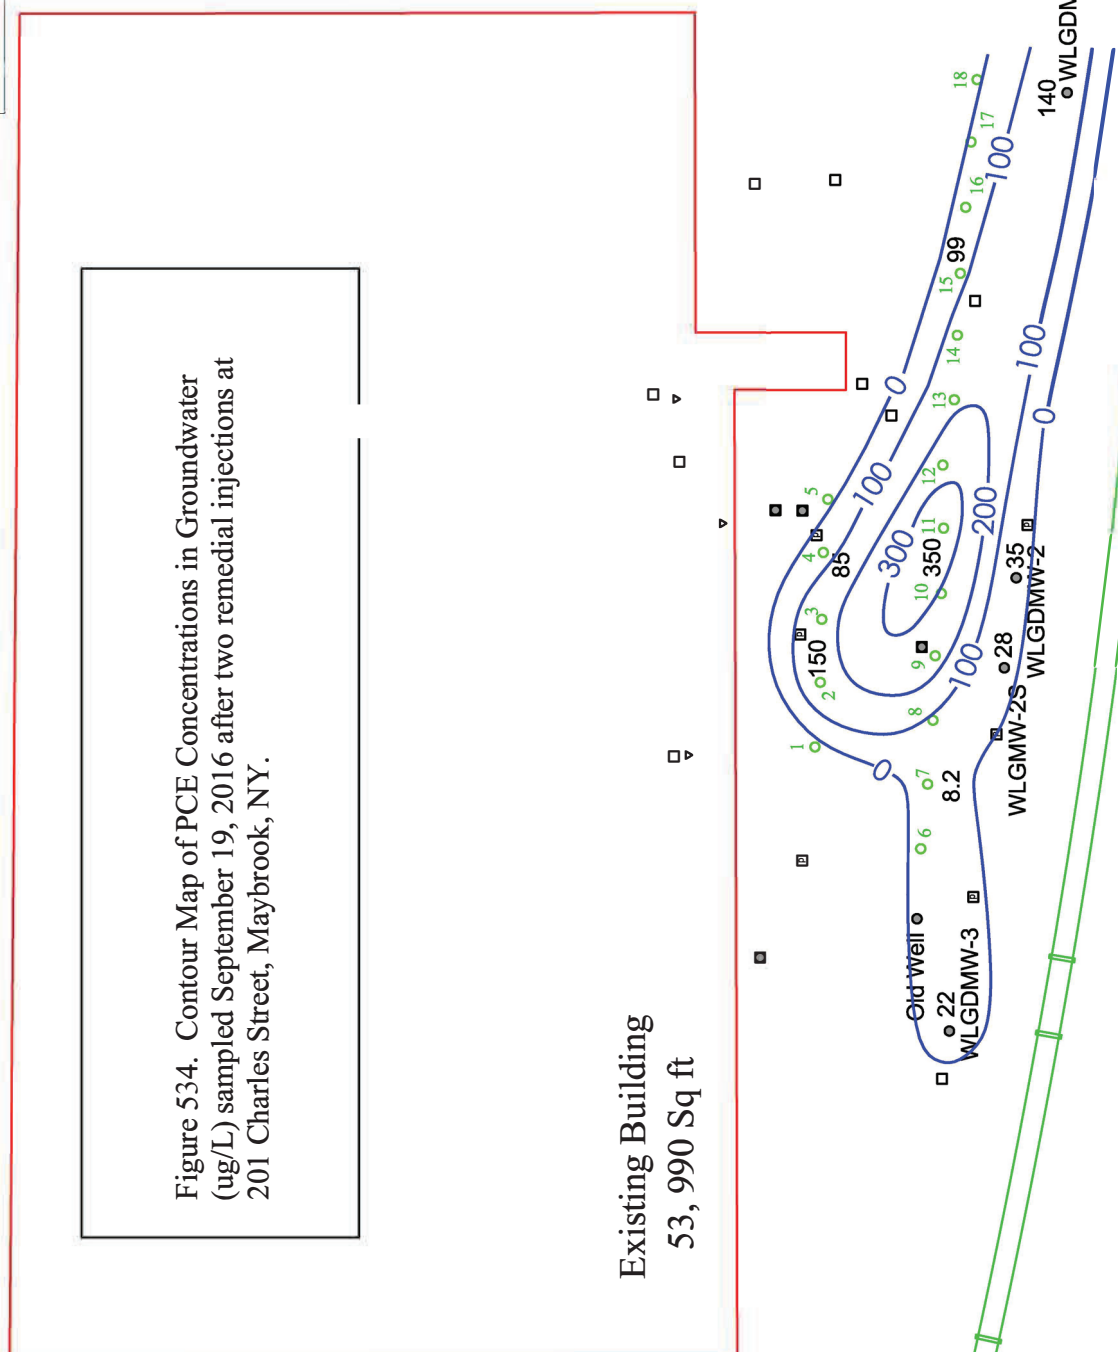 Figure 534. Contour Map of PCE Concentrations in Groundwater
(ug/L) sampled September 19, 2016 after two remedial injections at
201 Charles Street, Maybrook, NY.
Existing Building
53, 990 Sq ft
1
2
3
4
5
150
85
0
100
0
6
7
8
9
10
11
12
13
14
15
16
17
18
8.2
300
350
200
100
99
100
100
0
Old Well
22
WLGDMW-3
WLGMW-2S
28
WLGDMW-2
35
140
P
P
P
P
P
P